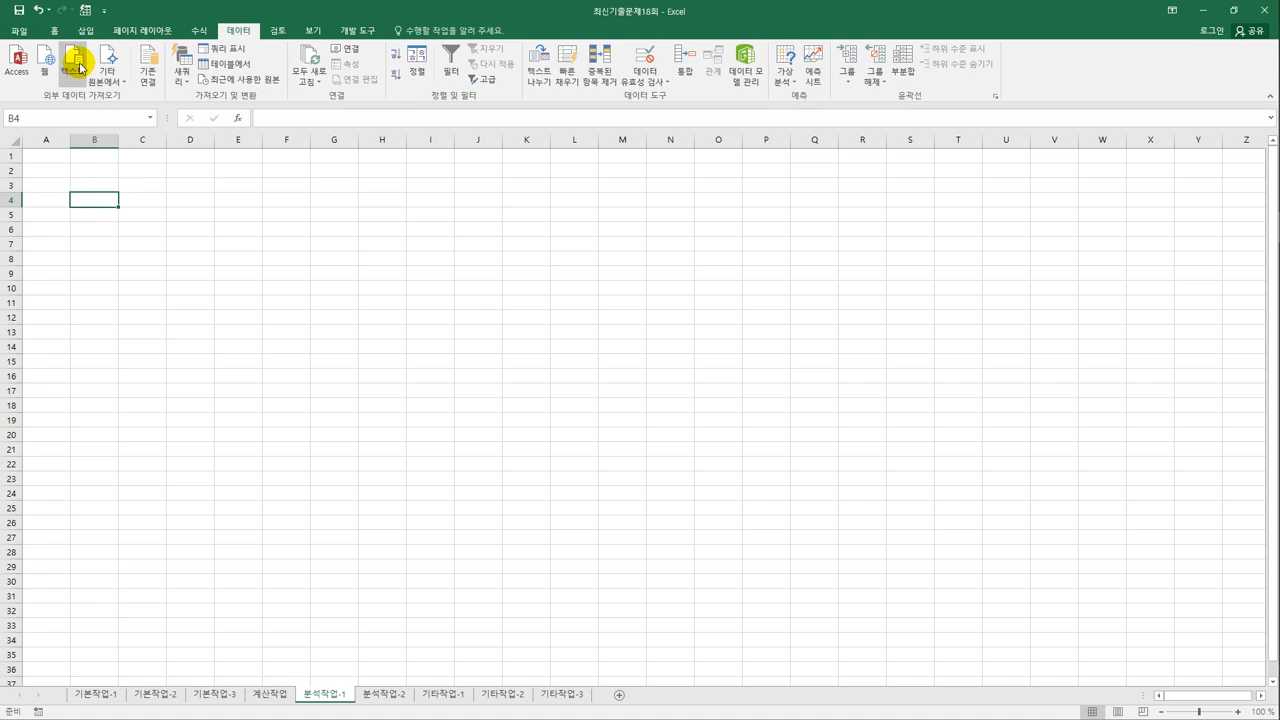 최신기출문제18회 - Excel
파일 홈 삽입 페이지 레이아웃 수식 데이터 검토 보기 개발 도구 수행할 작업을 알려 주세요. 로그인 공유
Access 웹 기타 원본에서 기존 연결
외부 데이터 가져오기
새 쿼리 쿼리 표시 테이블에서 최근에 사용한 원본
가져오기 및 변환
모두 새로 고침 연결 속성 연결 편집
연결
정렬 필터 지우기 다시 적용 고급
정렬 및 필터
텍스트 나누기 빠른 채우기 중복된 항목 제거 데이터 유효성 검사 통합 관계 데이터 모델 관리
데이터 도구
가상 분석 예측 시트
예측
그룹 그룹 해제 부분합 하위 수준 표시 하위 수준 숨기기
윤곽선
B4 fx
A B C D E F G H I J K L M N O P Q R S T U V W X Y Z
1
2
3
4
5
6
7
8
9
10
11
12
13
14
15
16
17
18
19
20
21
22
23
24
25
26
27
28
29
30
31
32
33
34
35
36
37
기본작업-1 기본작업-2 기본작업-3 계산작업 분석작업-1 분석작업-2 기타작업-1 기타작업-2 기타작업-3
준비 100 %